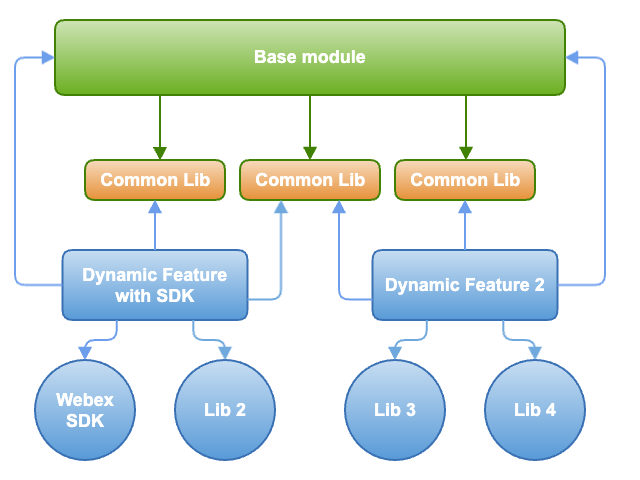 Base module
Common Lib
Common Lib
Common Lib
Dynamic Feature
with SDK
Dynamic Feature 2
Webex
SDK
Lib 2
Lib 3
Lib 4